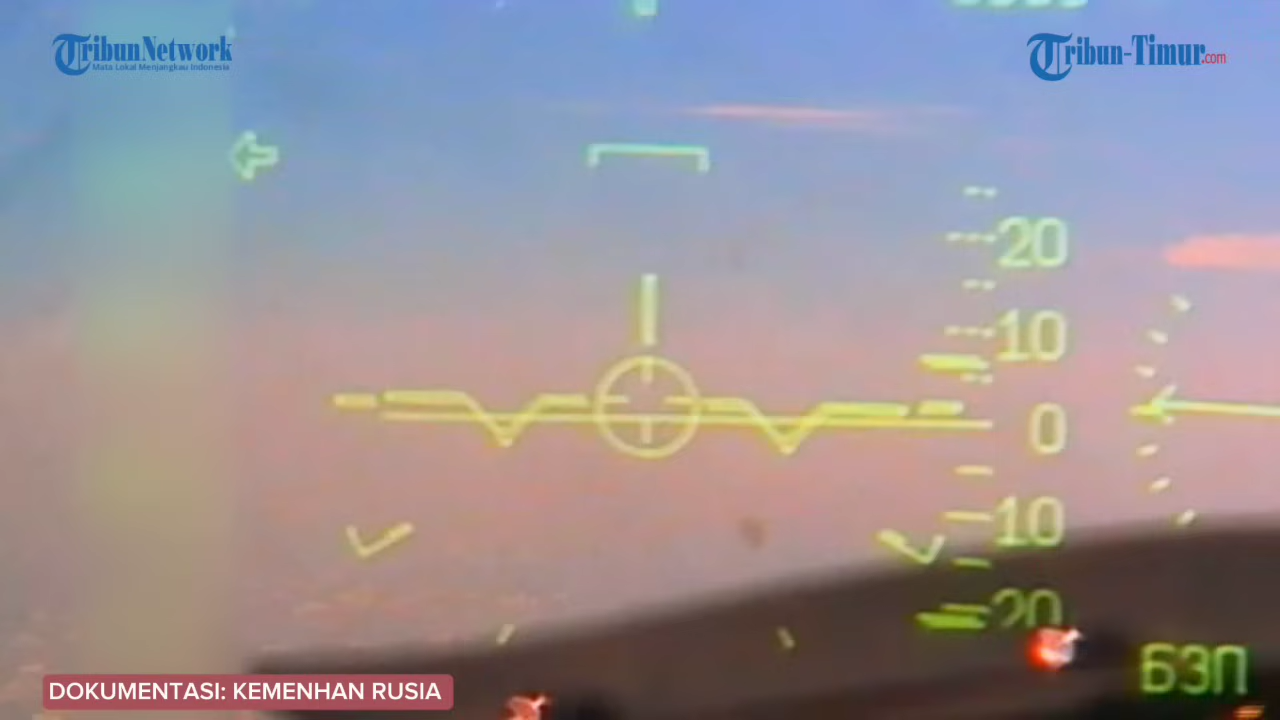 TribunNetwork
Mata Lokal Menjangkau Indonesia
Tribun-Timur.com
20
10
0
10
20
БЗП
DOKUMENTASI: KEMENHAN RUSIA